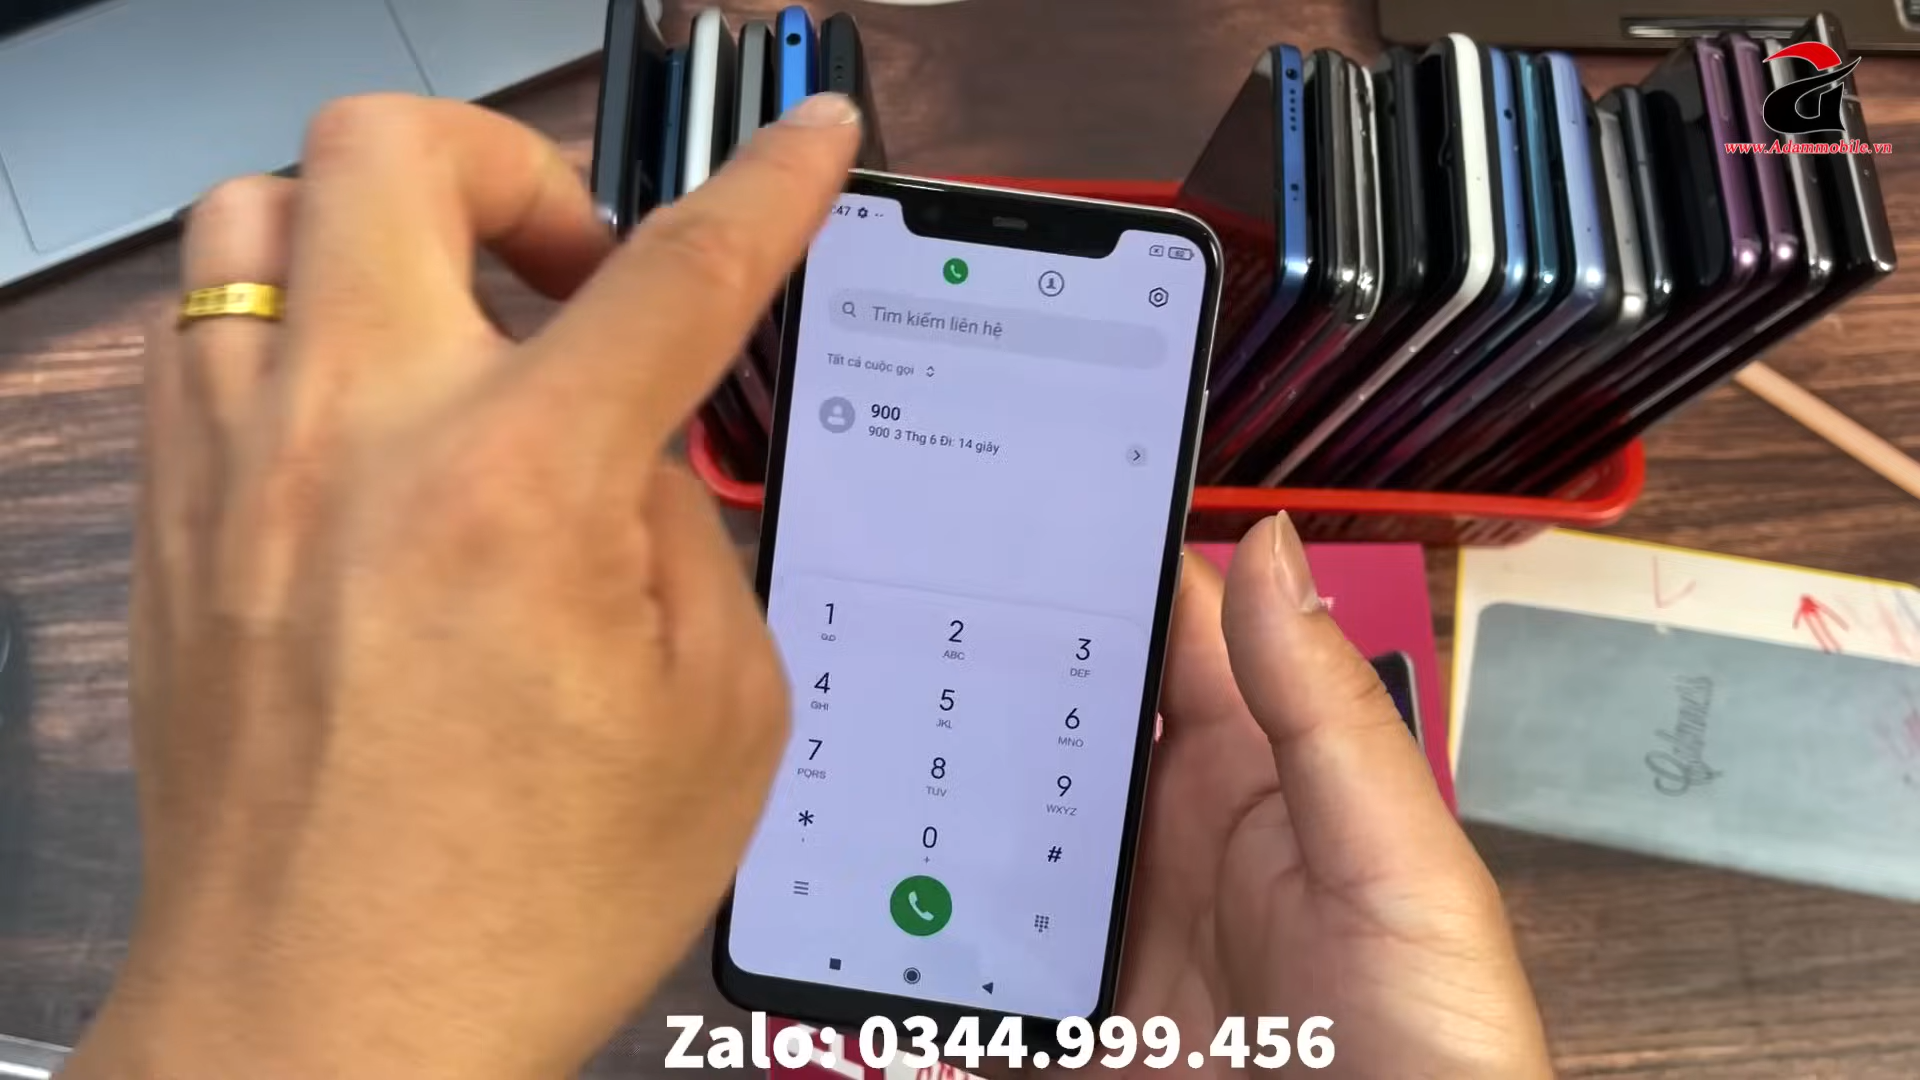 www.Adammobile.vn
:47
62
Tìm kiếm liên hệ
Tất cả cuộc gọi
900
900 3 Thg 6 Đi: 14 giây
1
2
ABC
3
DEF
4
GHI
5
JKL
6
MNO
7
PQRS
8
TUV
9
WXYZ
*
,
0
+
#
Zalo: 0344.999.456